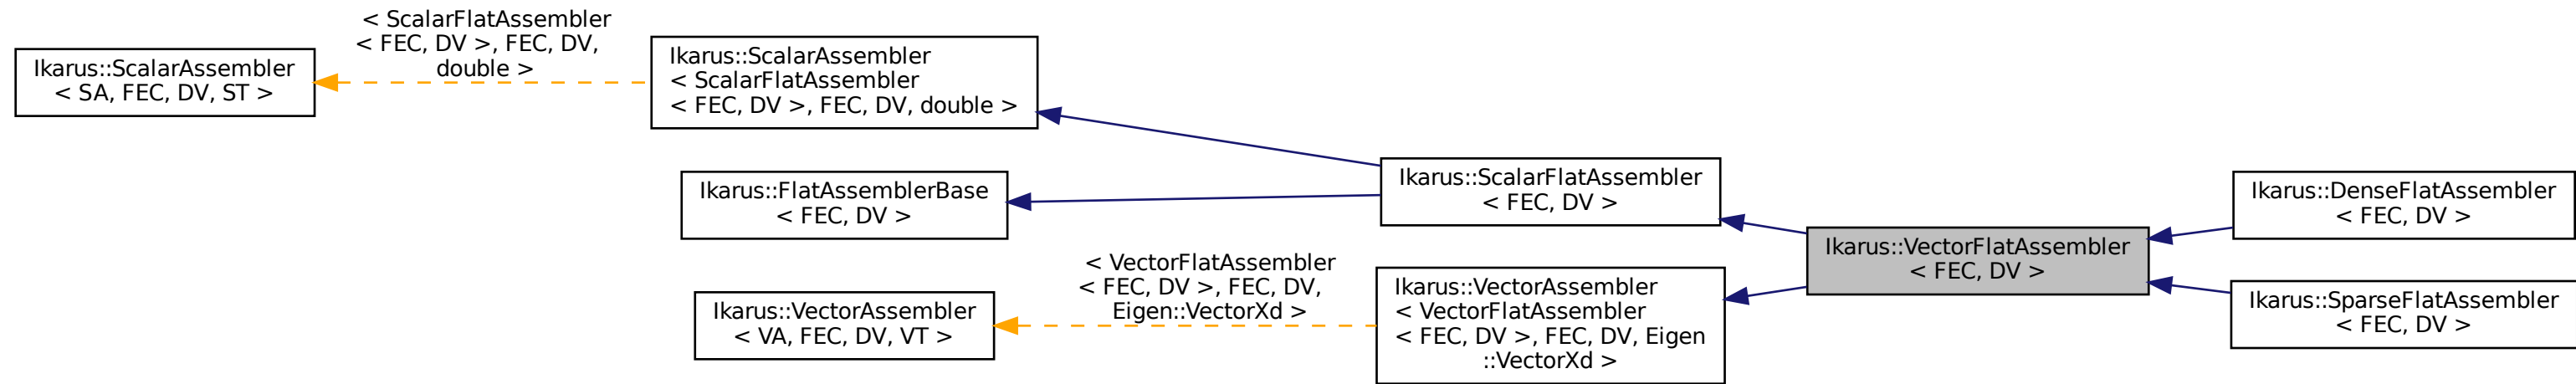 Ikarus::ScalarAssembler
< SA, FEC, DV, ST >
< ScalarFlatAssembler
< FEC, DV >, FEC, DV,
double >
Ikarus::ScalarAssembler
< ScalarFlatAssembler
< FEC, DV >, FEC, DV, double >
Ikarus::FlatAssemblerBase
< FEC, DV >
Ikarus::VectorAssembler
< VA, FEC, DV, VT >
< VectorFlatAssembler
< FEC, DV >, FEC, DV,
Eigen::VectorXd >
Ikarus::ScalarFlatAssembler
< FEC, DV >
Ikarus::VectorAssembler
< VectorFlatAssembler
< FEC, DV >, FEC, DV, Eigen
::VectorXd >
Ikarus::VectorFlatAssembler
< FEC, DV >
Ikarus::DenseFlatAssembler
< FEC, DV >
Ikarus::SparseFlatAssembler
< FEC, DV >